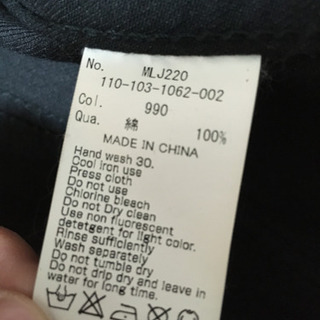 No. MLJ220
110-103-1062-002
Col. 990
Qua. 綿 100%
MADE IN CHINA
Hand wash 30.
Cool iron use
Press cloth
Do not use
Chlorine bleach
Do not Dry clean
Use non flurescent
detergent for light color.
Rinse sufficiently
Wash separately
Do not tumble dry
Do not drip dry and leave in
water for long time.